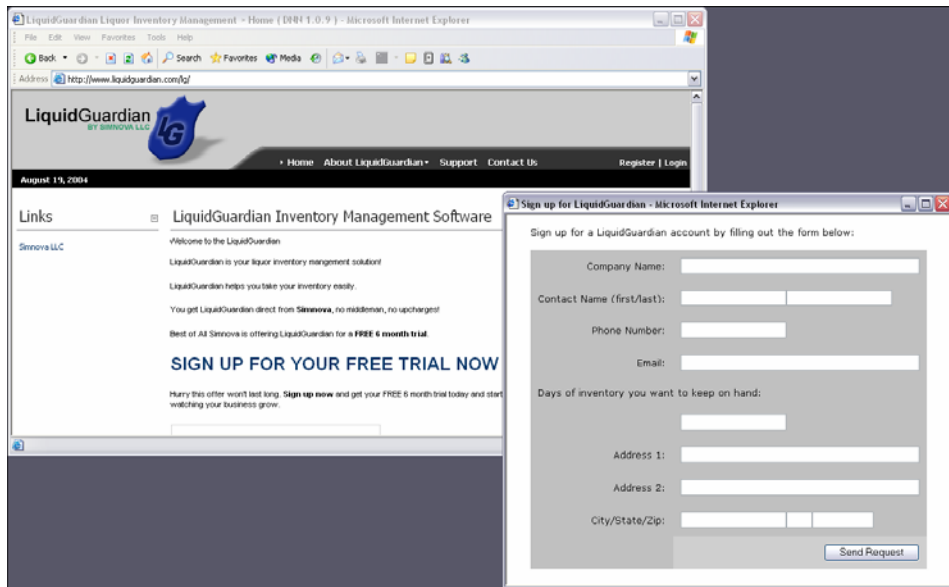 LiquidGuardian Liquor Inventory Management - Home ( DNN 1.0.9 ) - Microsoft Internet Explorer
File Edit View Favorites Tools Help
Back Search Favorites Media
Address http://www.liquidguardian.com/lg/
LiquidGuardian
BY SIMNOVA LLC
LG
Home About LiquidGuardian Support Contact Us Register | Login
August 19, 2004
Links
Simnova LLC
LiquidGuardian Inventory Management Software
Welcome to the LiquidGuardian
LiquidGuardian is your liquor inventory mangement solution!
LiquidGuardian helps you take your inventory easily.
You get LiquidGuardian direct from Simnova, no middleman, no upcharges!
Best of All Simnova is offering LiquidGuardian for a FREE 6 month trial.
SIGN UP FOR YOUR FREE TRIAL NOW
Hurry this offer won't last long. Sign up now and get your FREE 6 month trial today and start
watching your business grow.
Sign up for LiquidGuardian - Microsoft Internet Explorer
Sign up for a LiquidGuardian account by filling out the form below:
Company Name:
Contact Name (first/last):
Phone Number:
Email:
Days of inventory you want to keep on hand:
Address 1:
Address 2:
City/State/Zip:
Send Request